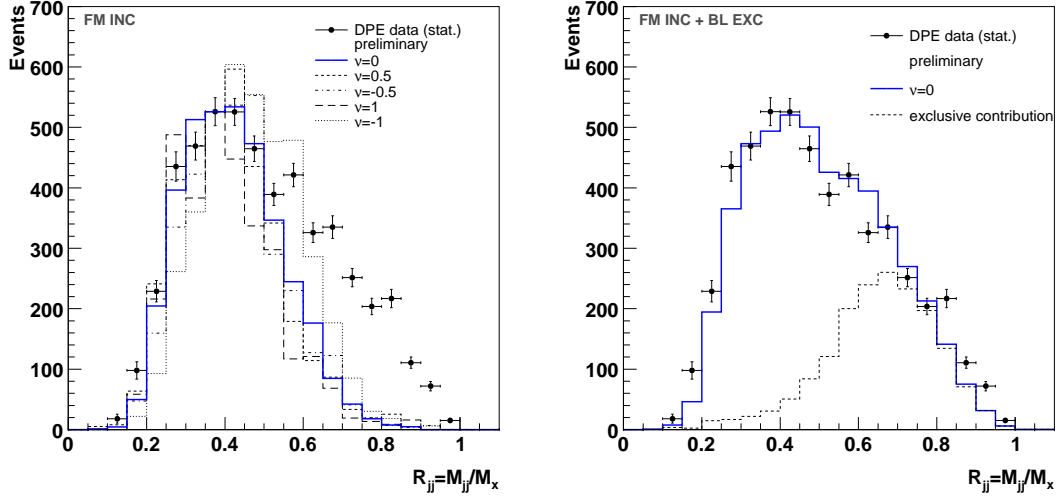 FM INC
Events
700
600
500
400
300
200
100
0
DPE data (stat.)
preliminary
ν=0
ν=0.5
ν=-0.5
ν=1
ν=-1
0 0.2 0.4 0.6 0.8 1
R_jj=M_jj/M_x
FM INC + BL EXC
Events
700
600
500
400
300
200
100
0
DPE data (stat.)
preliminary
ν=0
exclusive contribution
0 0.2 0.4 0.6 0.8 1
R_jj=M_jj/M_x